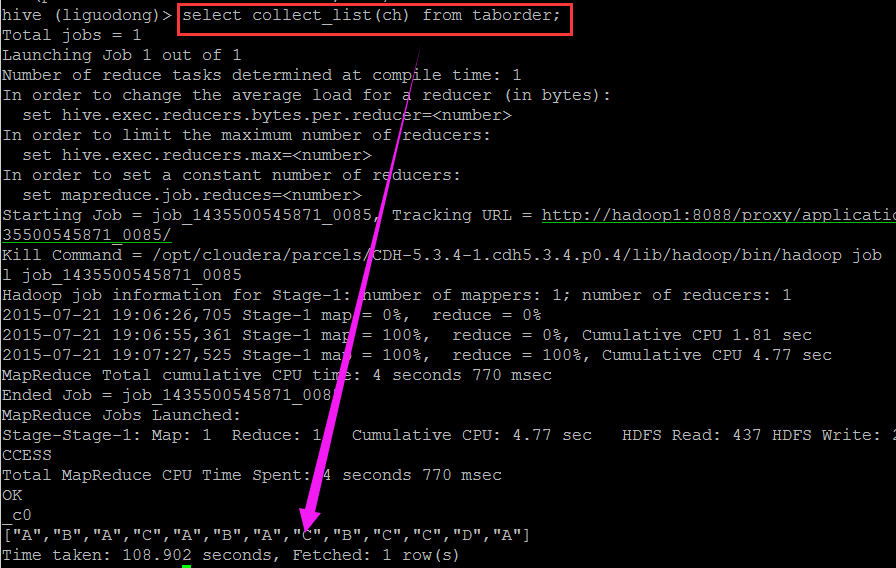 hive (liguodong)> select collect_list(ch) from taborder;
Total jobs = 1
Launching Job 1 out of 1
Number of reduce tasks determined at compile time: 1
In order to change the average load for a reducer (in bytes):
  set hive.exec.reducers.bytes.per.reducer=<number>
In order to limit the maximum number of reducers:
  set hive.exec.reducers.max=<number>
In order to set a constant number of reducers:
  set mapreduce.job.reduces=<number>
Starting Job = job_1435500545871_0085, Tracking URL = http://hadoop1:8088/proxy/applicatio
35500545871_0085/
Kill Command = /opt/cloudera/parcels/CDH-5.3.4-1.cdh5.3.4.p0.4/lib/hadoop/bin/hadoop job
l job_1435500545871_0085
Hadoop job information for Stage-1: number of mappers: 1; number of reducers: 1
2015-07-21 19:06:26,705 Stage-1 map = 0%,  reduce = 0%
2015-07-21 19:06:55,361 Stage-1 map = 100%,  reduce = 0%, Cumulative CPU 1.81 sec
2015-07-21 19:07:27,525 Stage-1 map = 100%,  reduce = 100%, Cumulative CPU 4.77 sec
MapReduce Total cumulative CPU time: 4 seconds 770 msec
Ended Job = job_1435500545871_008
MapReduce Jobs Launched:
Stage-Stage-1: Map: 1  Reduce: 1   Cumulative CPU: 4.77 sec   HDFS Read: 437 HDFS Write: 2
CCESS
Total MapReduce CPU Time Spent: 4 seconds 770 msec
OK
_c0
["A","B","A","C","A","B","A","C","B","C","C","D","A"]
Time taken: 108.902 seconds, Fetched: 1 row(s)